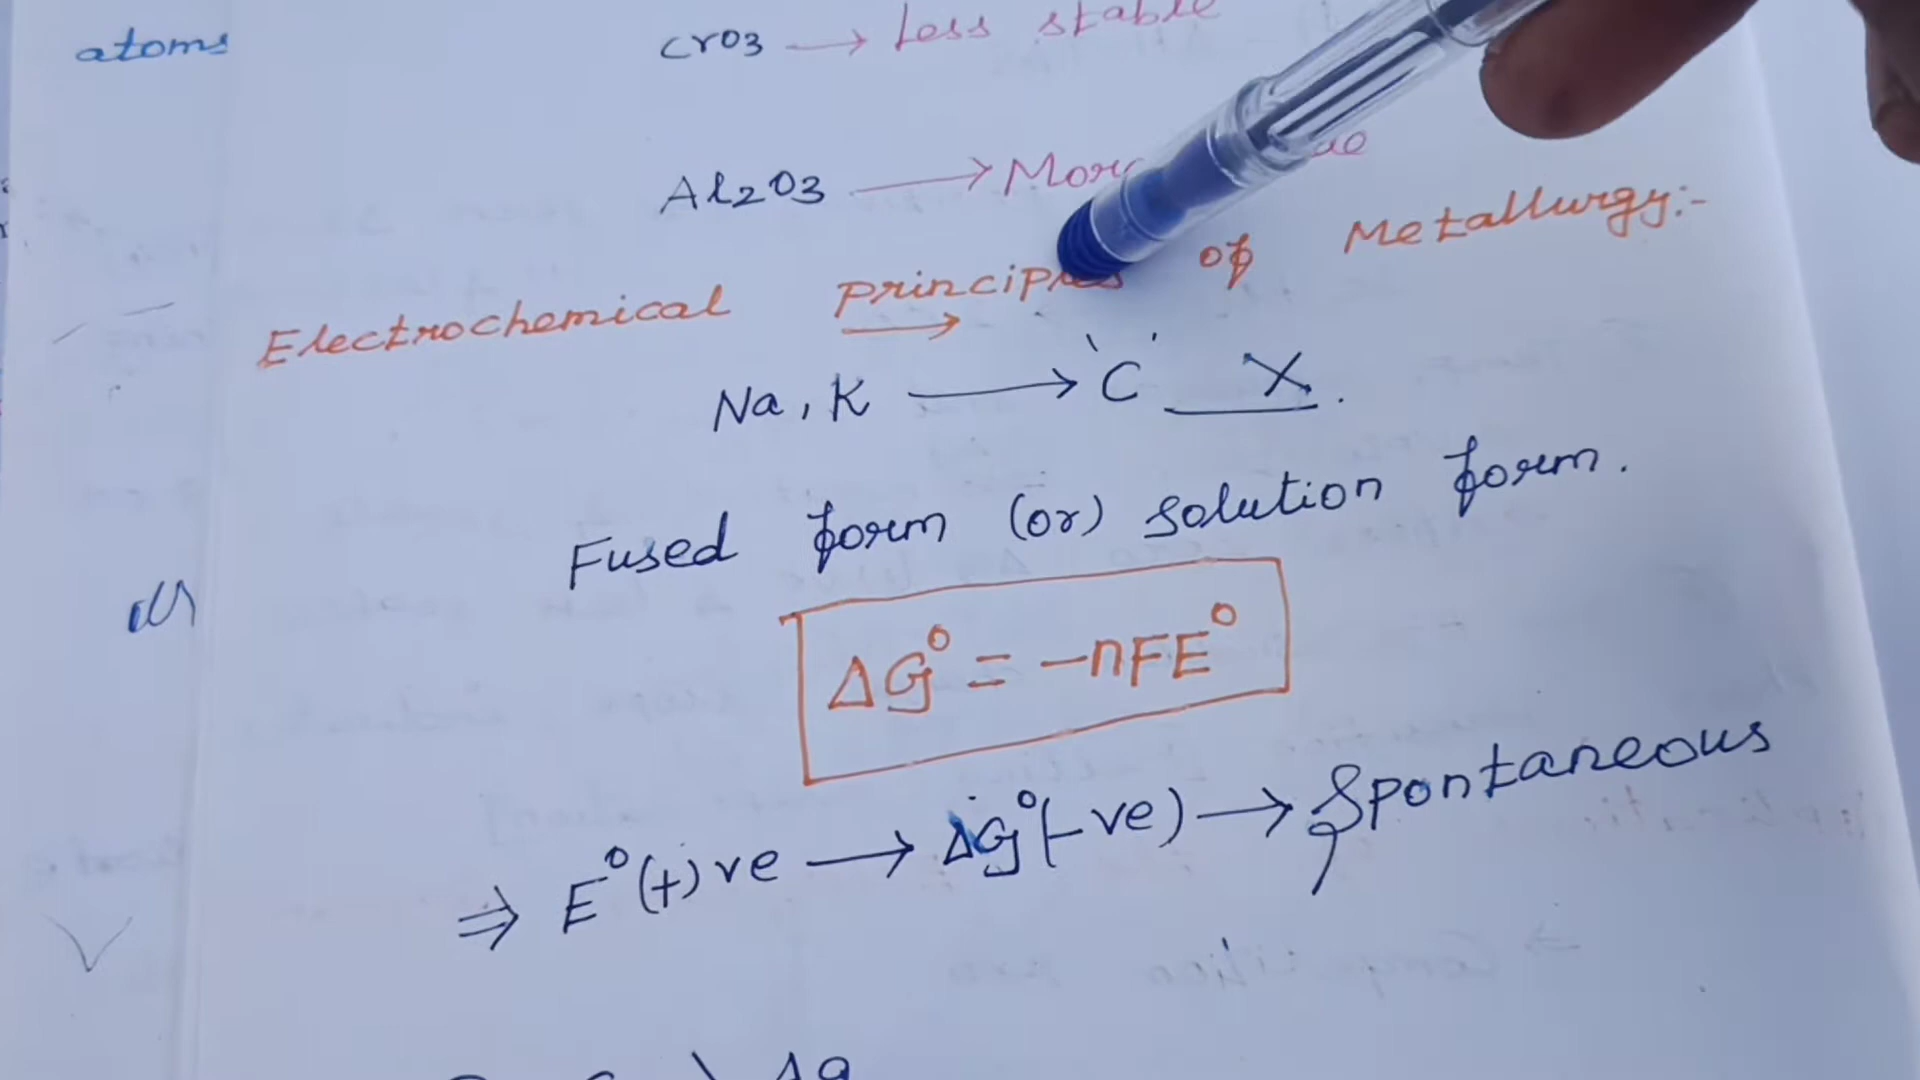 atoms
CrO3 → Less stable
Al2O3 → More
Electrochemical principles of Metallurgy:-
Na, K → 'C' X.
Fused form (or) solution form.
ΔG° = -nFE°
⇒ E°(+)ve → ΔG°(-ve) → Spontaneous